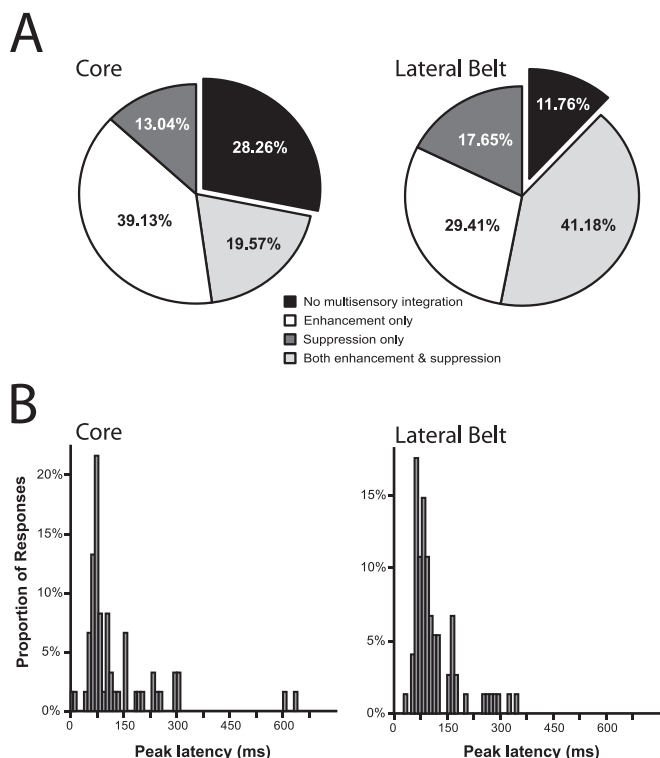 A
Core
Lateral Belt
13.04%
28.26%
39.13%
19.57%
11.76%
17.65%
29.41%
41.18%
No multisensory integration
Enhancement only
Suppression only
Both enhancement & suppression
B
Core
Lateral Belt
Proportion of Responses
20%
15%
10%
5%
0%
0 150 300 450 600
Peak latency (ms)
15%
10%
5%
0%
0 150 300 450 600
Peak latency (ms)